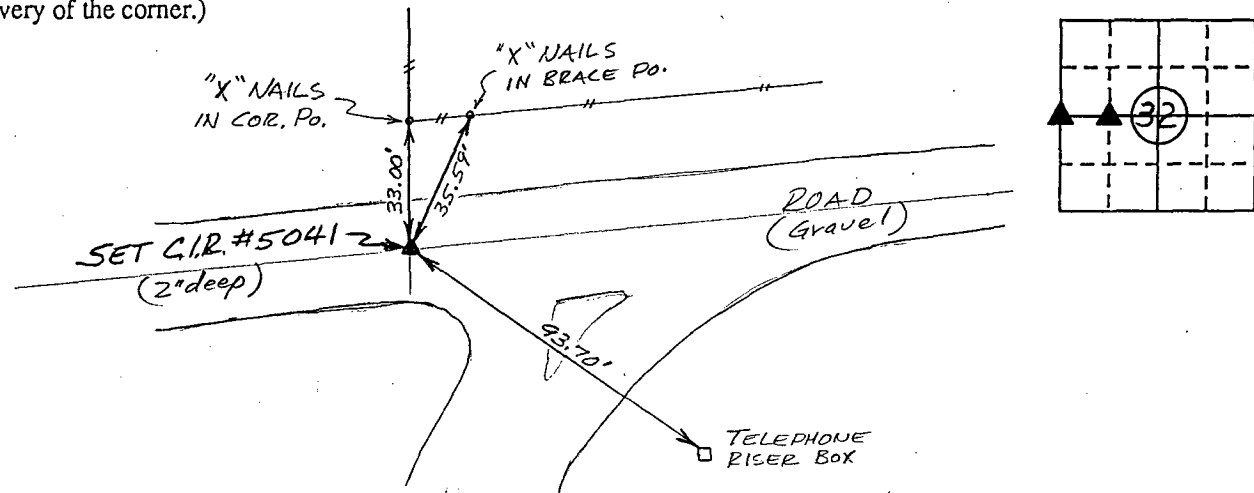 very of the corner.)
"X" NAILS
IN COR. PO.
"X" NAILS
IN BRACE PO.
33.00'
35.59'
SET C.I.R. #5041
(2" deep)
ROAD
(Gravel)
93.70'
TELEPHONE
RISER BOX
32